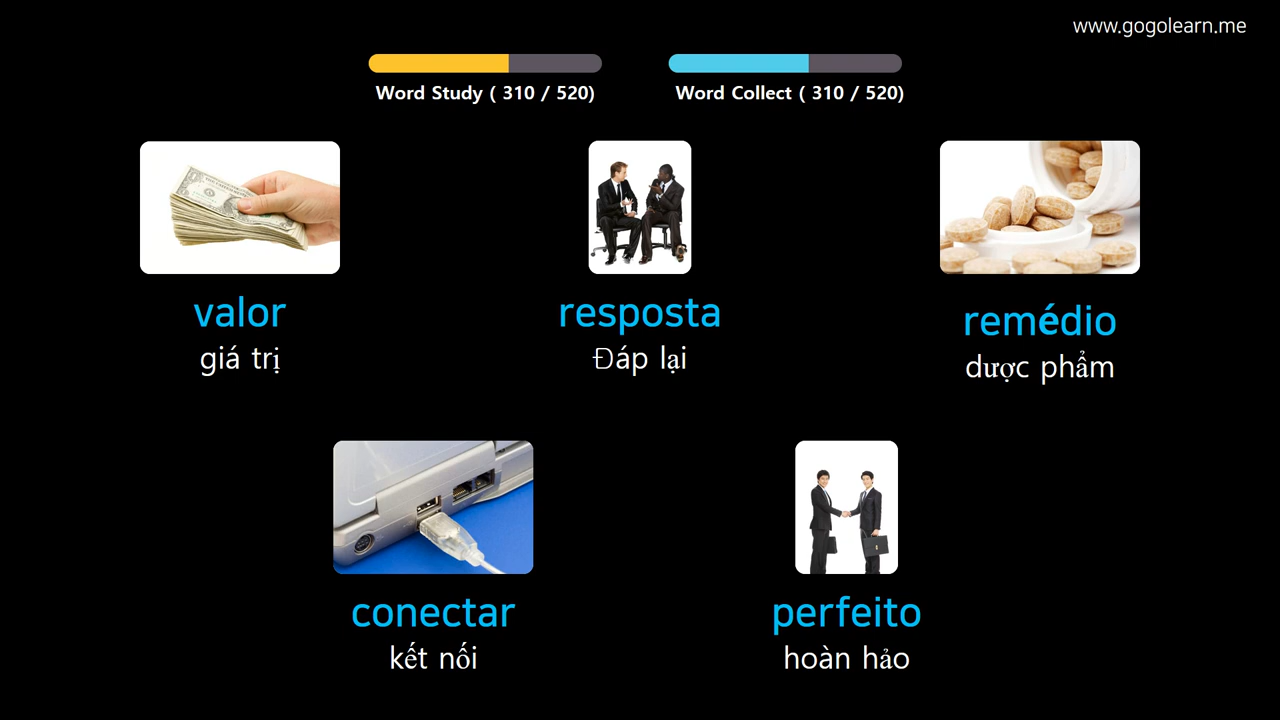 www.gogolearn.me
Word Study ( 310 / 520)
Word Collect ( 310 / 520)
valor
giá trị
resposta
Đáp lại
remédio
dược phẩm
conectar
kết nối
perfeito
hoàn hảo